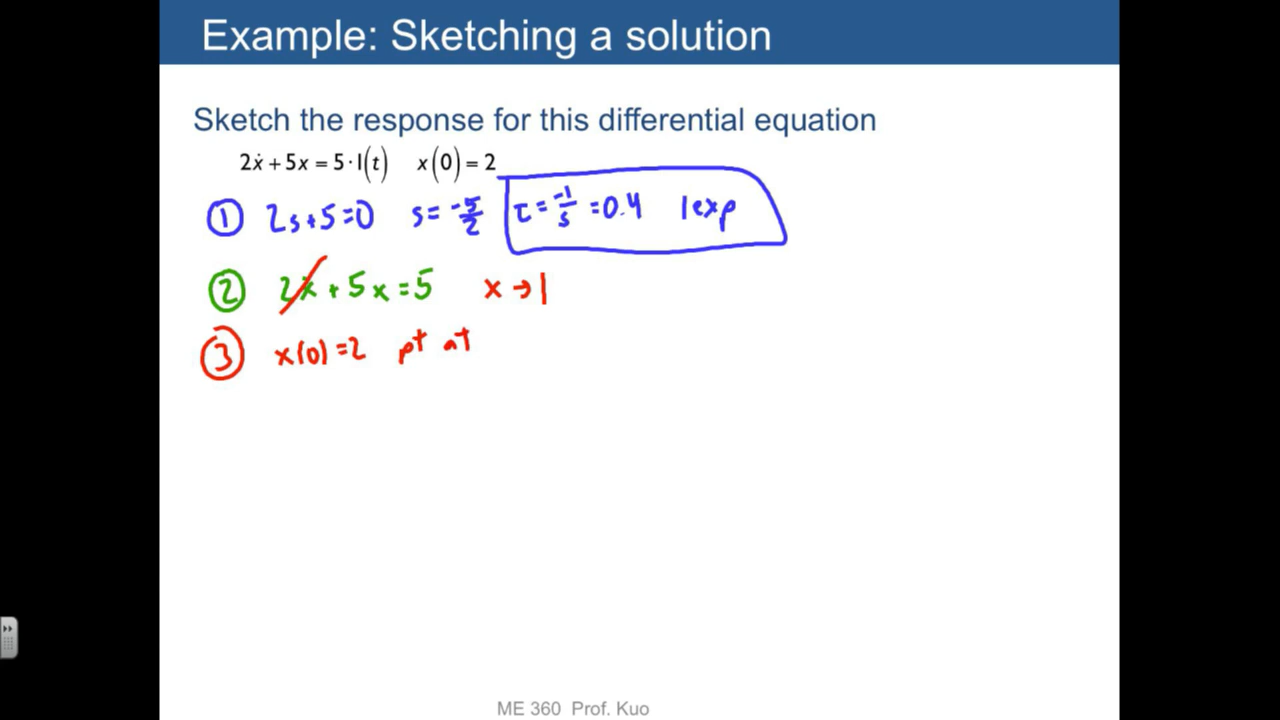 Example: Sketching a solution
Sketch the response for this differential equation
2ẋ + 5x = 5 · 1(t) x(0) = 2
① 2s+5=0 s = -5/2 τ = -1/s = 0.4 1 exp
② 2ẋ + 5x = 5 x → 1
③ x(0) = 2 pt at
ME 360 Prof. Kuo